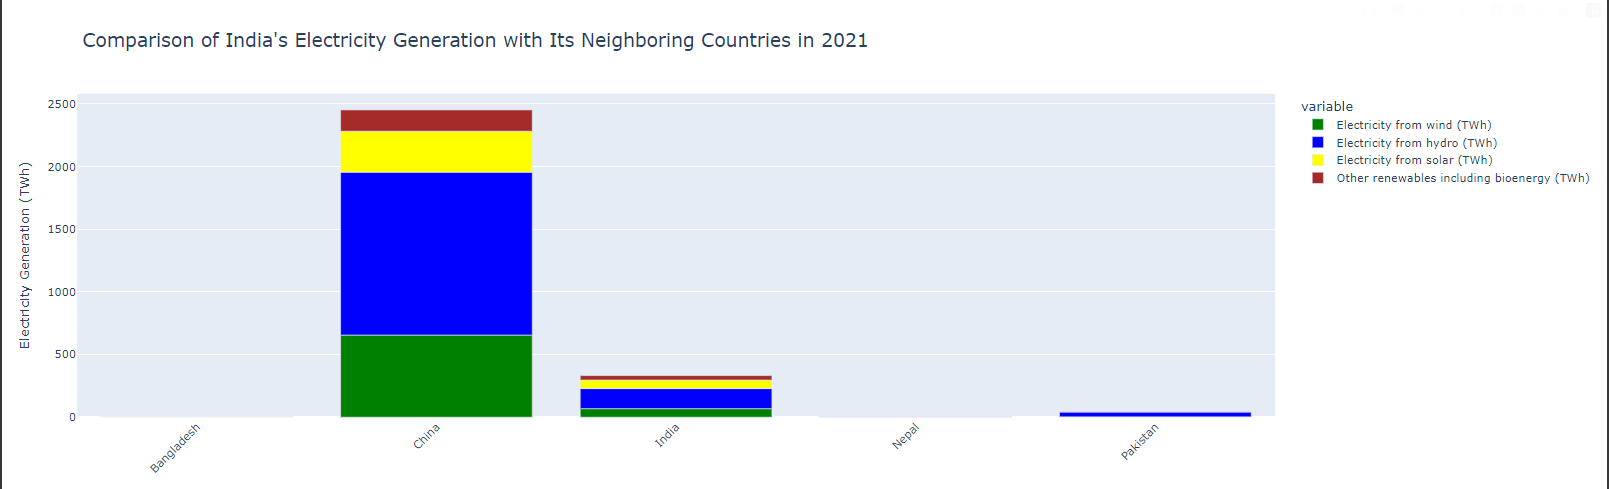 Comparison of India's Electricity Generation with Its Neighboring Countries in 2021
variable
Electricity from wind (TWh)
Electricity from hydro (TWh)
Electricity from solar (TWh)
Other renewables including bioenergy (TWh)
Electricity Generation (TWh)
2500
2000
1500
1000
500
0
Bangladesh
China
India
Nepal
Pakistan